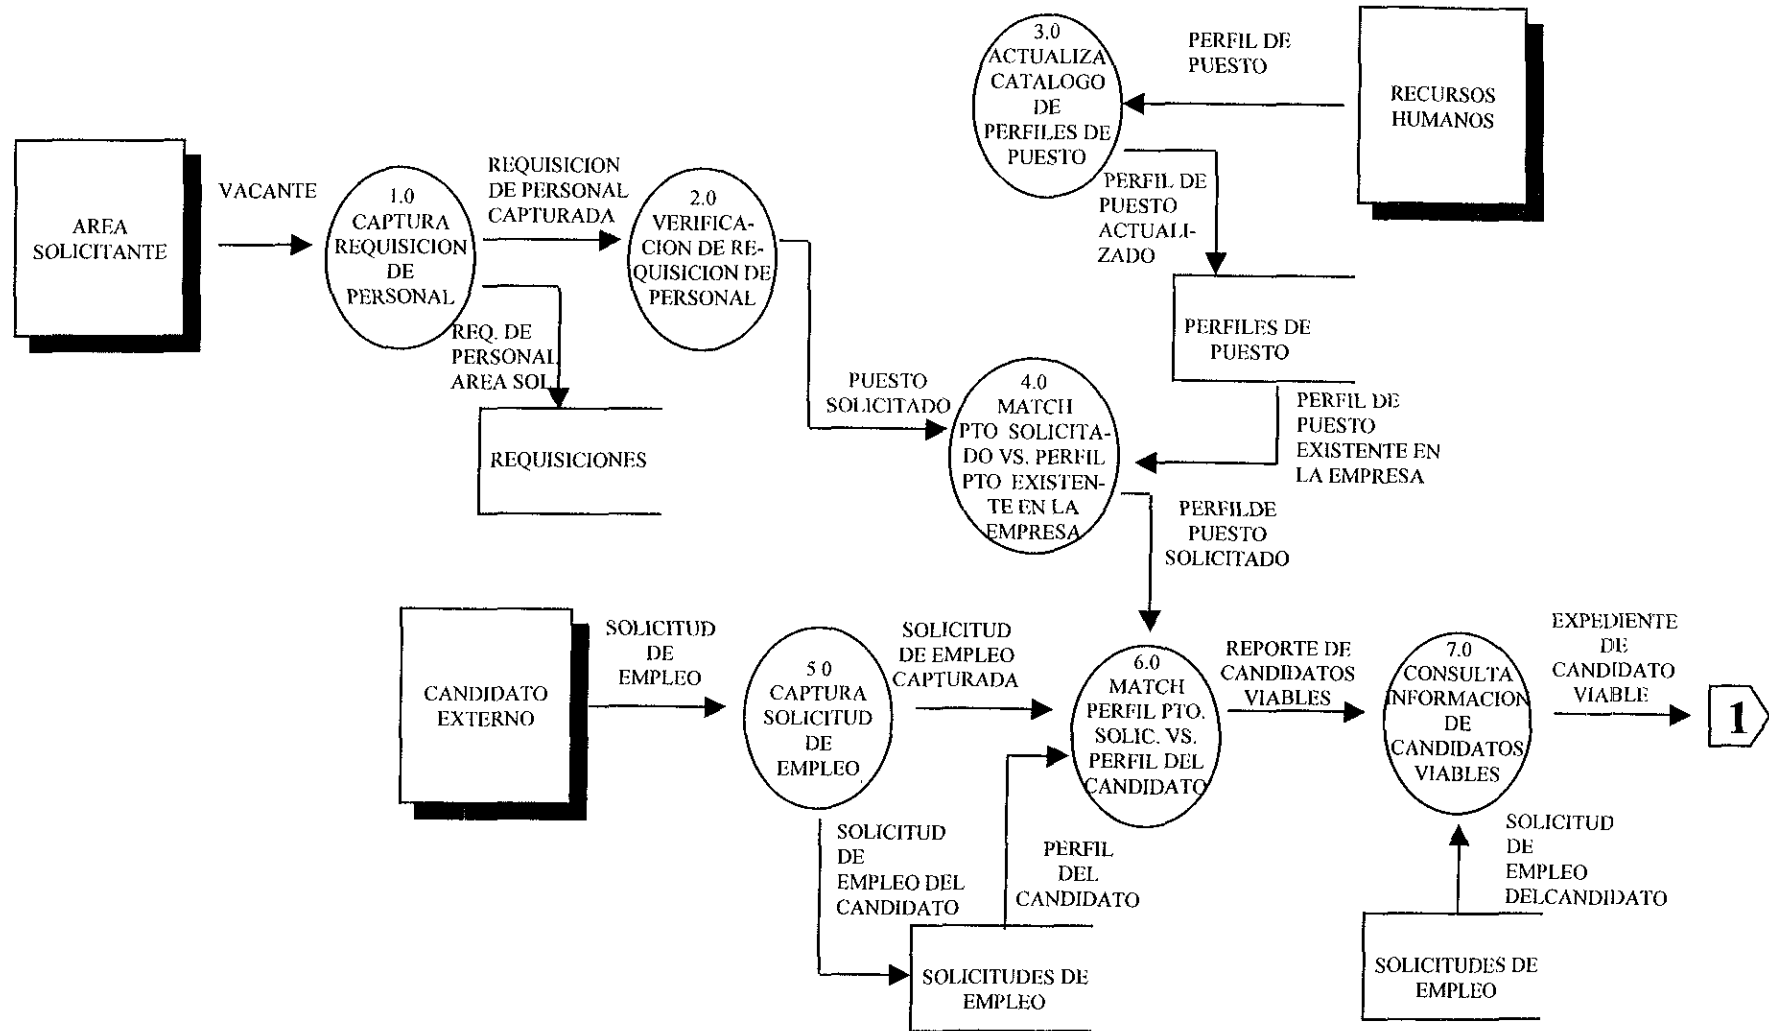 3.0
ACTUALIZA
CATALOGO
DE
PERFILES DE
PUESTO
PERFIL DE
PUESTO
RECURSOS
HUMANOS
AREA
SOLICITANTE
VACANTE
1.0
CAPTURA
REQUISICION
DE
PERSONAL
REQUISICION
DE PERSONAL
CAPTURADA
2.0
VERIFICA-
CION DE RE-
QUISICION DE
PERSONAL
PERFIL DE
PUESTO
ACTUALI-
ZADO
REQ. DE
PERSONAL
AREA SOL.
REQUISICIONES
PERFILES DE
PUESTO
PUESTO
SOLICITADO
4.0
MATCH
PTO SOLICITA-
DO VS. PERFIL
PTO EXISTEN-
TE EN LA
EMPRESA
PERFIL DE
PUESTO
EXISTENTE EN
LA EMPRESA
PERFILDE
PUESTO
SOLICITADO
CANDIDATO
EXTERNO
SOLICITUD
DE
EMPLEO
5 0
CAPTURA
SOLICITUD
DE
EMPLEO
SOLICITUD
DE EMPLEO
CAPTURADA
6.0
MATCH
PERFIL PTO.
SOLIC. VS.
PERFIL DEL
CANDIDATO
REPORTE DE
CANDIDATOS
VIABLES
7.0
CONSULTA
INFORMACION
DE
CANDIDATOS
VIABLES
EXPEDIENTE
DE
CANDIDATO
VIABLE
1
SOLICITUD
DE
EMPLEO DEL
CANDIDATO
PERFIL
DEL
CANDIDATO
SOLICITUDES DE
EMPLEO
SOLICITUD
DE
EMPLEO
DELCANDIDATO
SOLICITUDES DE
EMPLEO